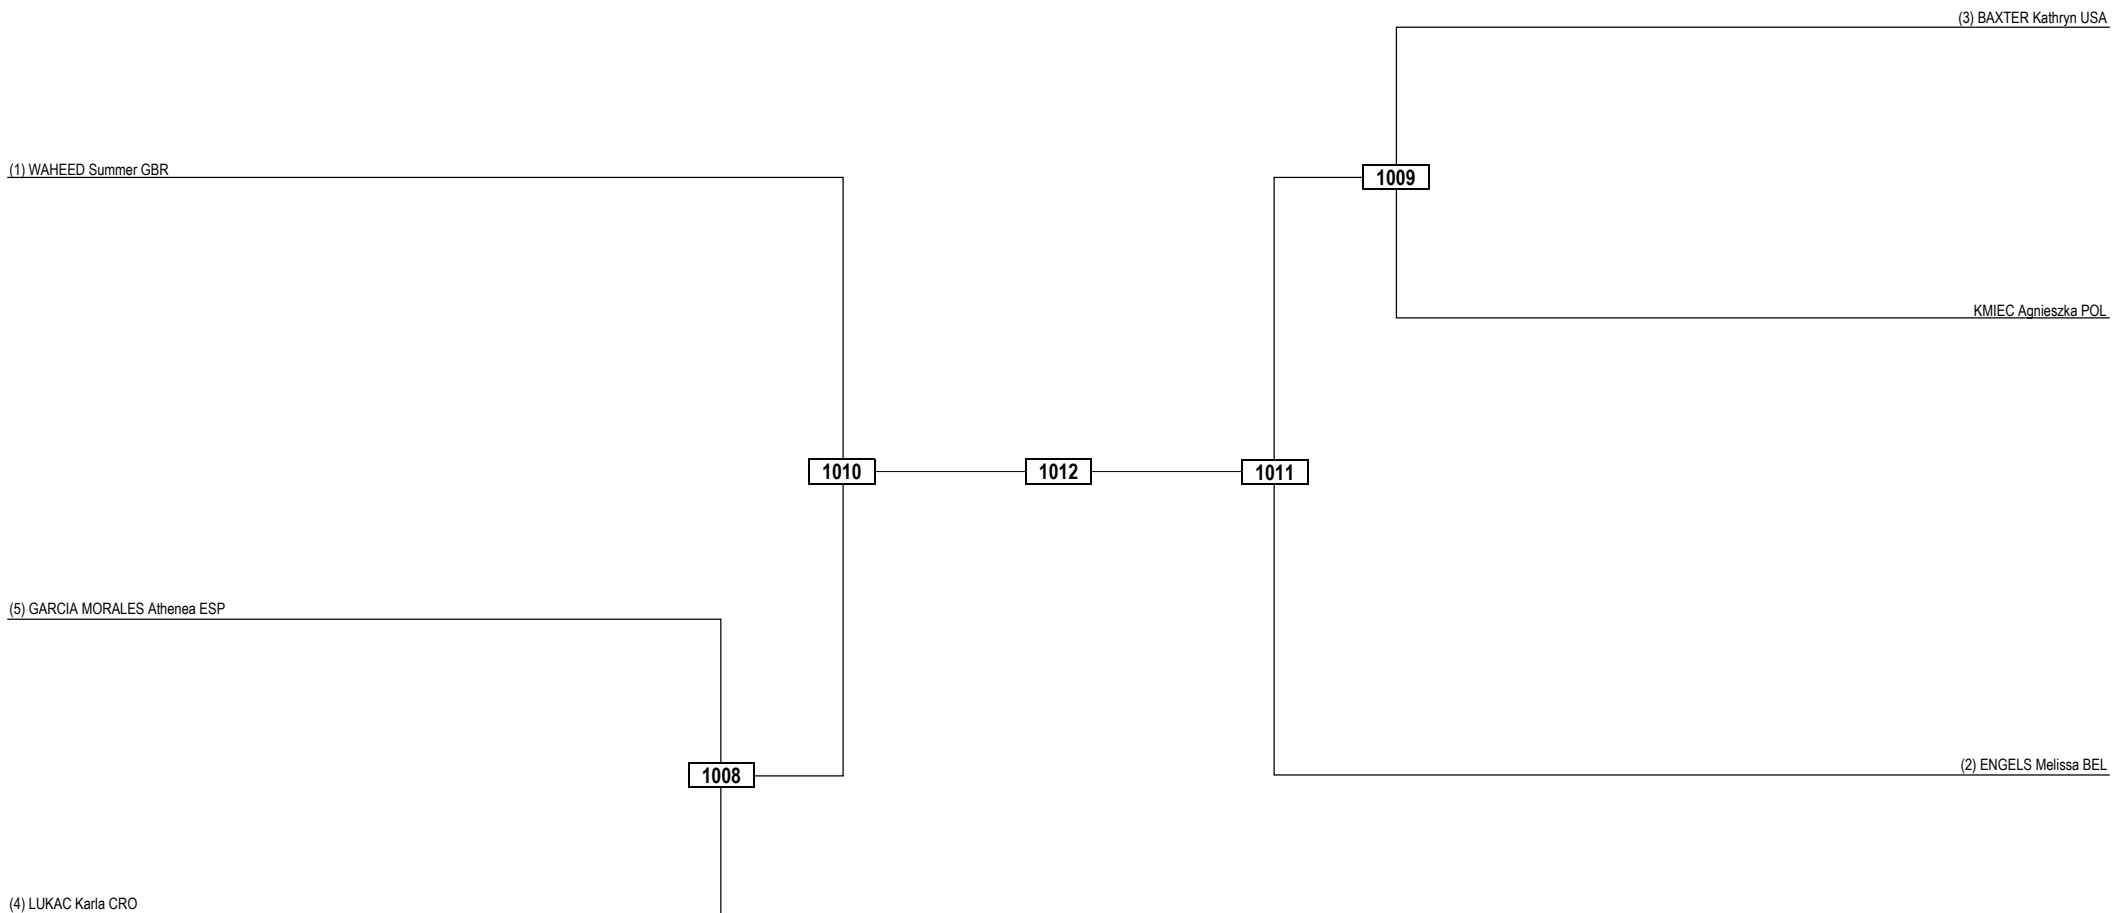 (3) BAXTER Kathryn USA
(1) WAHEED Summer GBR
1009
KMIEC Agnieszka POL
1010
1012
1011
(5) GARCIA MORALES Athenea ESP
1008
(2) ENGELS Melissa BEL
(4) LUKAC Karla CRO